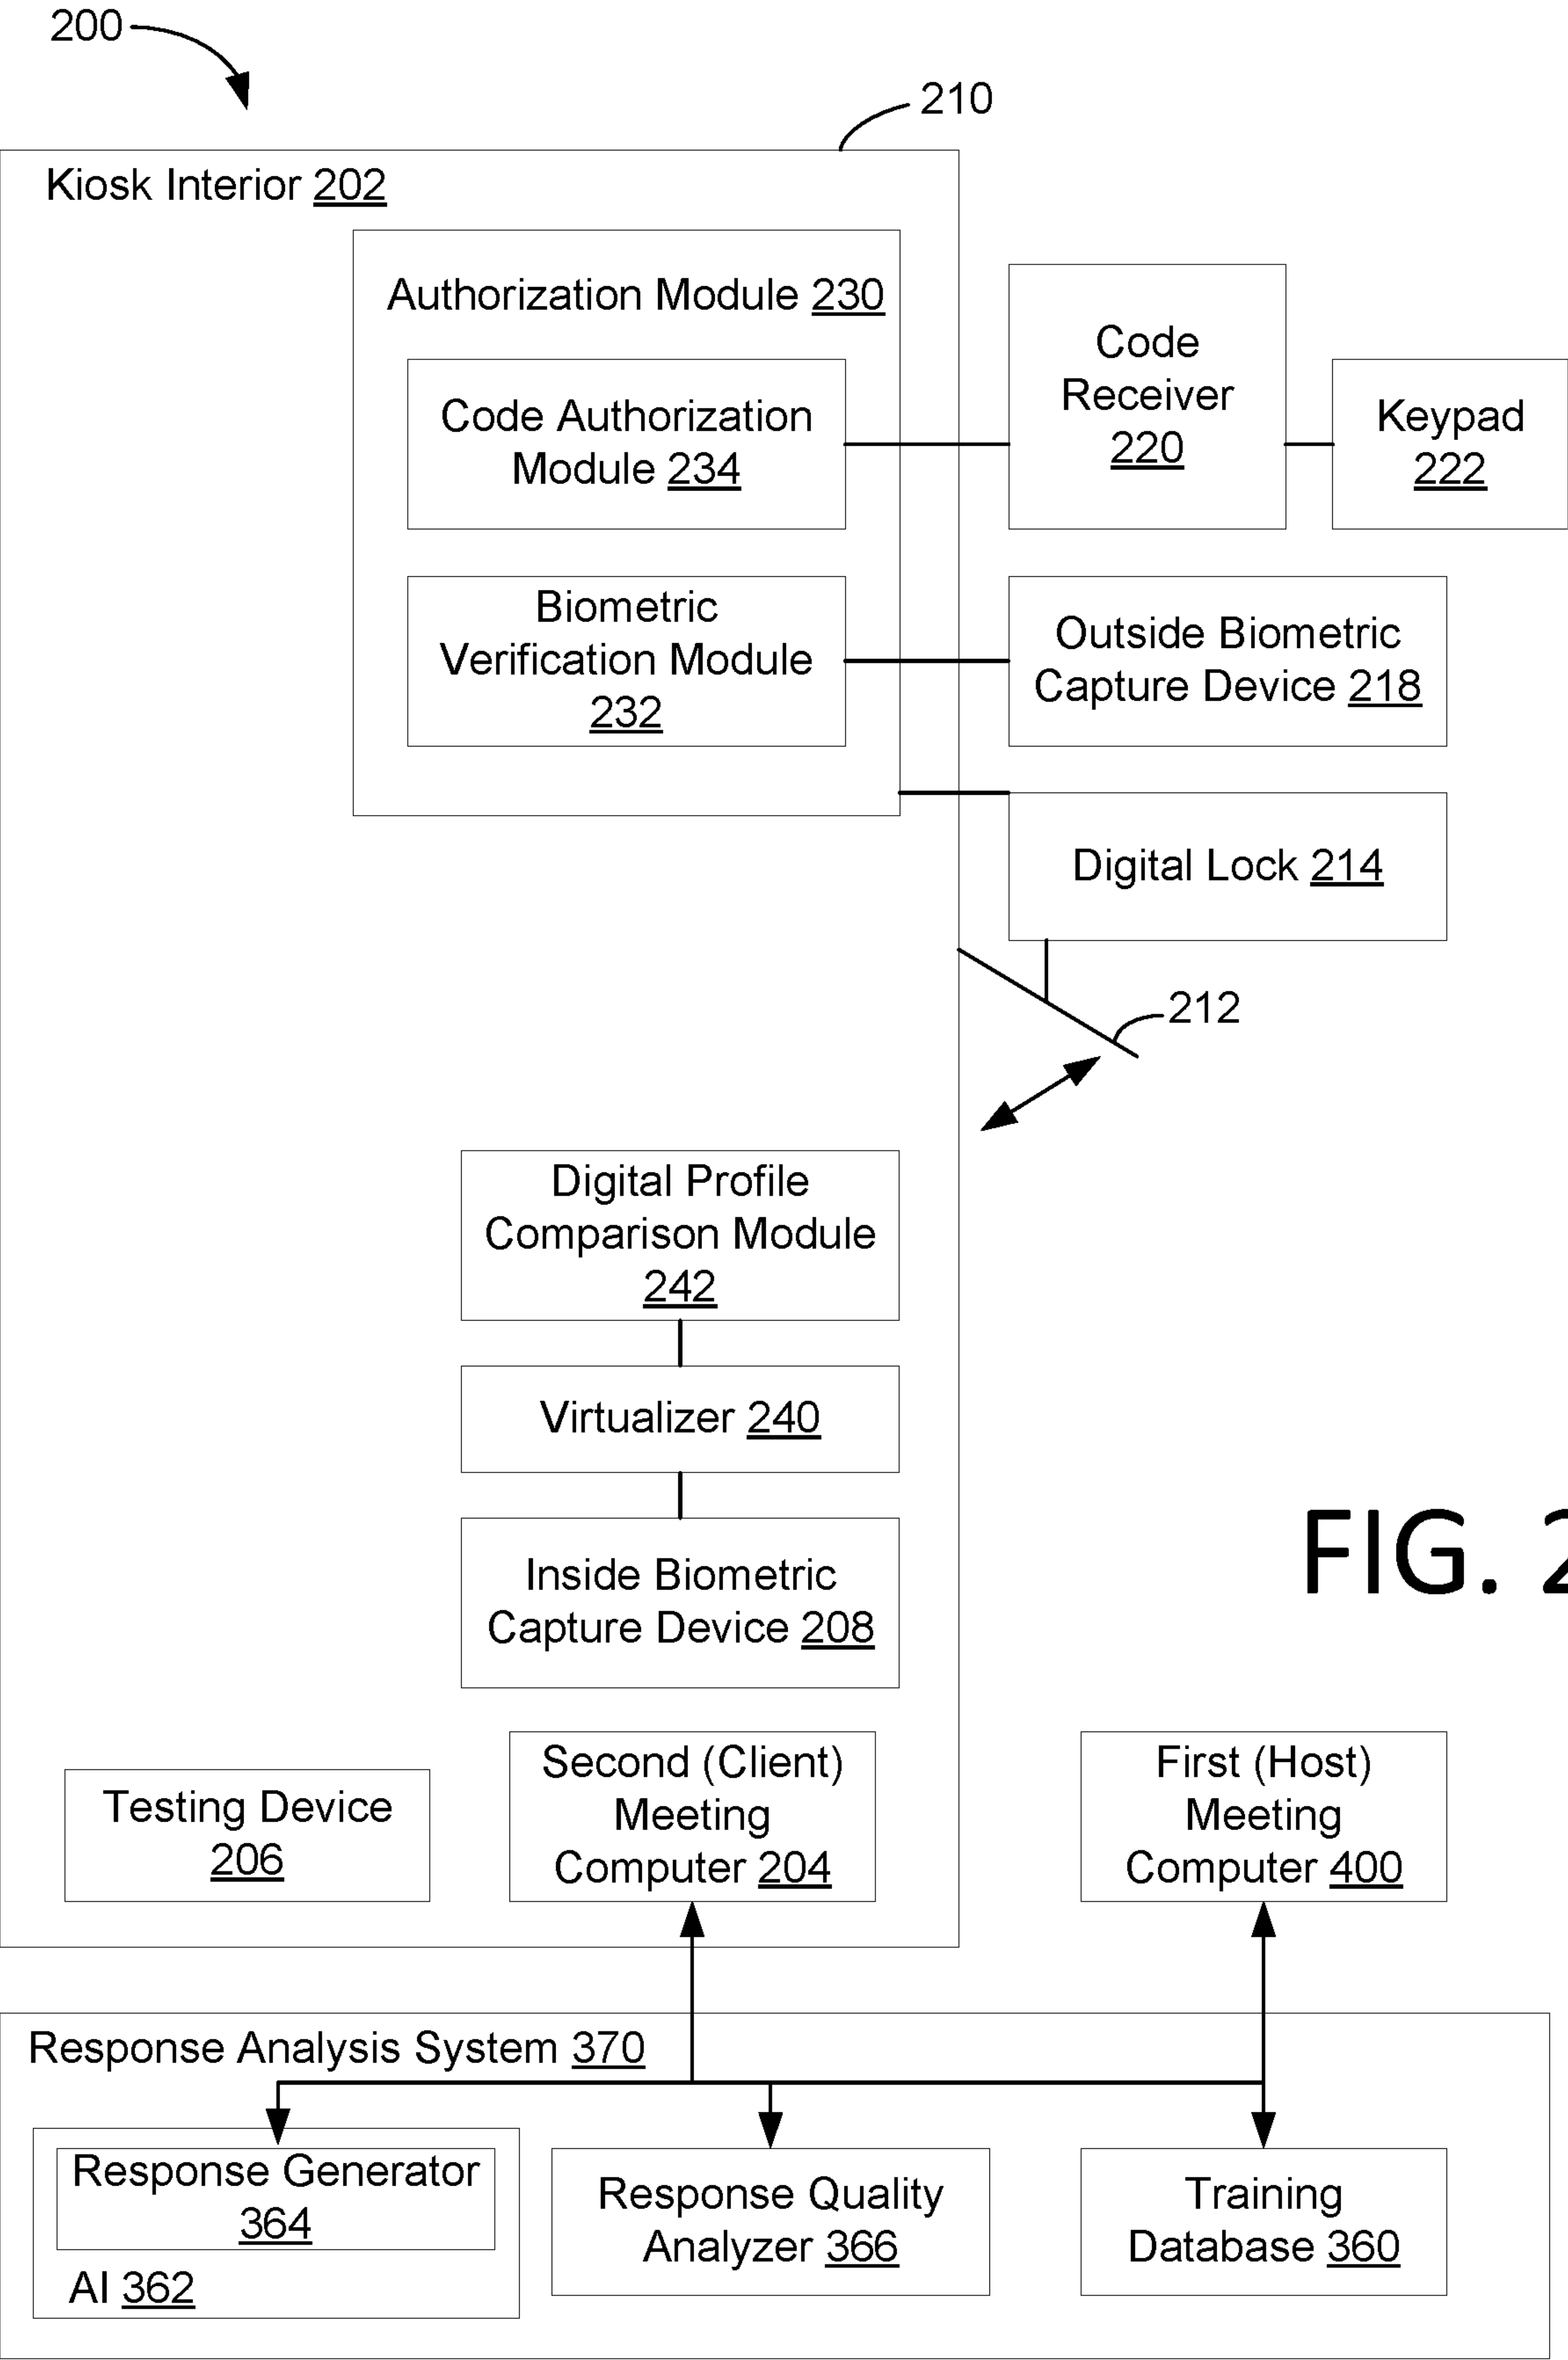 200
210
Kiosk Interior 202
Authorization Module 230
Code Authorization
Module 234
Code
Receiver
220
Keypad
222
Biometric
Verification Module
232
Outside Biometric
Capture Device 218
Digital Lock 214
212
Digital Profile
Comparison Module
242
Virtualizer 240
FIG. 2
Inside Biometric
Capture Device 208
Testing Device
206
Second (Client)
Meeting
Computer 204
First (Host)
Meeting
Computer 400
Response Analysis System 370
Response Generator
364
AI 362
Response Quality
Analyzer 366
Training
Database 360